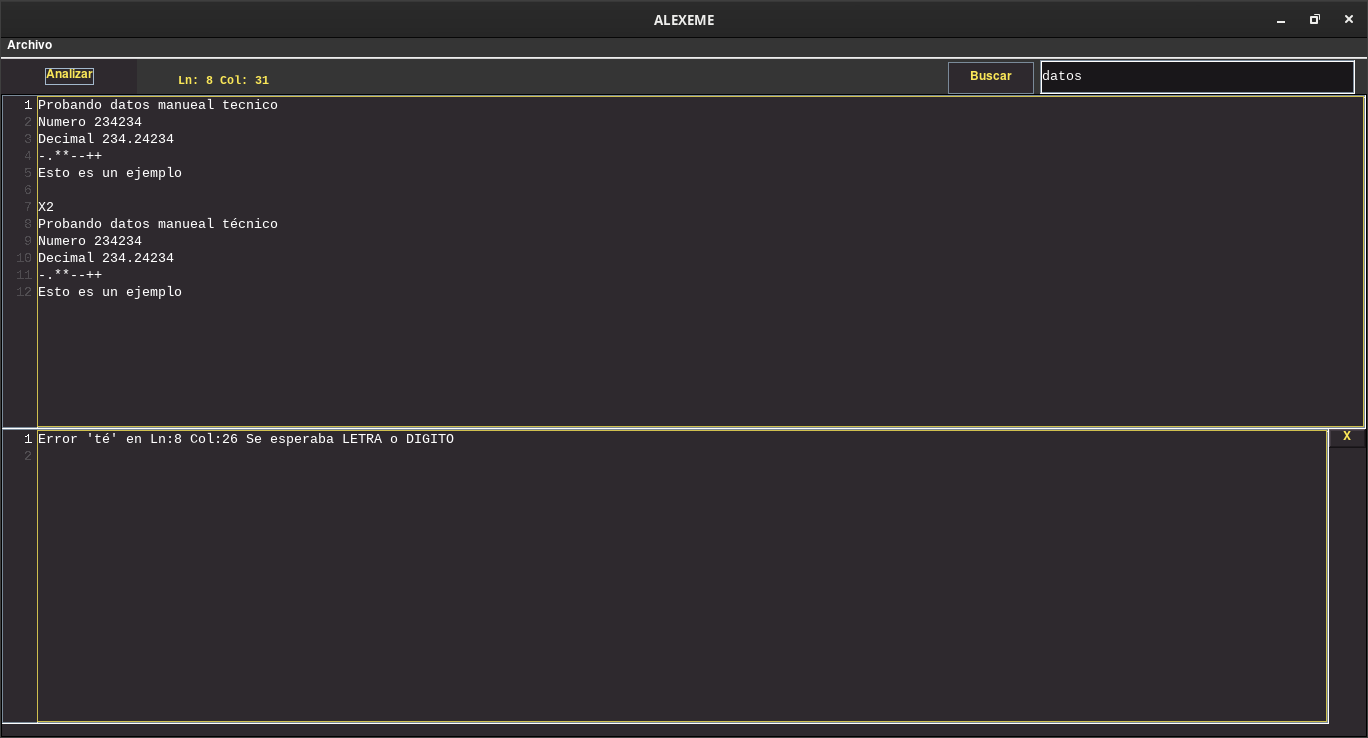 ALEXEME
Archivo
Analizar Ln: 8 Col: 31 Buscar datos
1 Probando datos manueal tecnico
2 Numero 234234
3 Decimal 234.24234
4 -.**--++
5 Esto es un ejemplo
6
7 X2
8 Probando datos manueal técnico
9 Numero 234234
10 Decimal 234.24234
11 -.**--++
12 Esto es un ejemplo
1 Error 'té' en Ln:8 Col:26 Se esperaba LETRA o DIGITO X
2